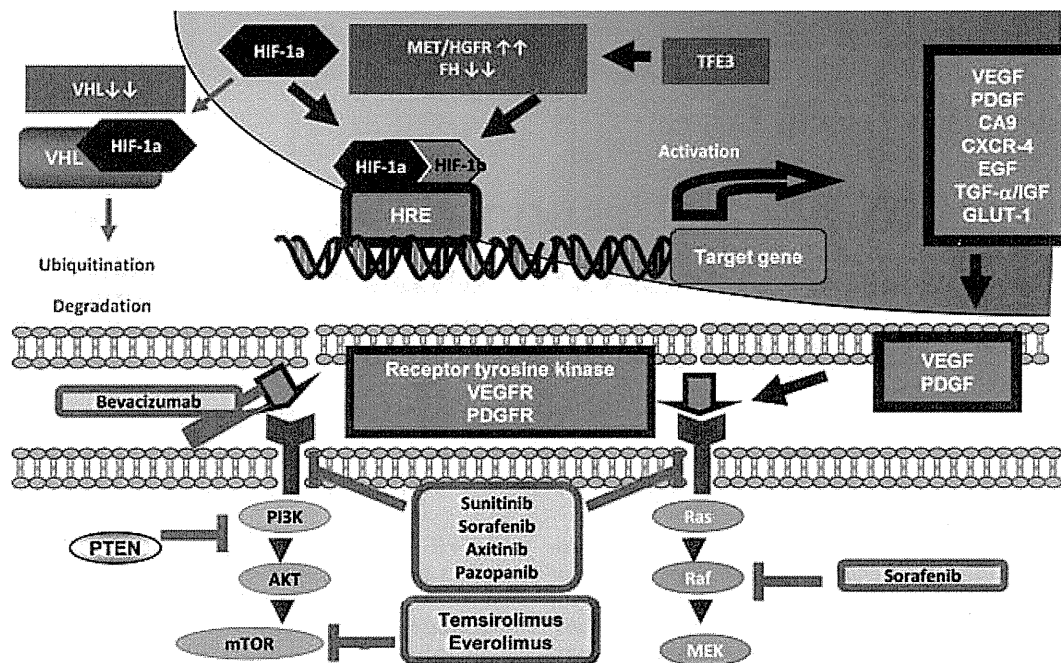 HIF-1a
MET/HGFR ↑↑
FH ↓↓
TFE3
VHL↓↓
VHL
HIF-1a
Ubiquitination
Degradation
HIF-1a
HIF-1b
HRE
Activation
Target gene
VEGF
PDGF
CA9
CXCR-4
EGF
TGF-α/IGF
GLUT-1
VEGF
PDGF
Receptor tyrosine kinase
VEGFR
PDGFR
Bevacizumab
Sunitinib
Sorafenib
Axitinib
Pazopanib
PI3K
PTEN
AKT
mTOR
Temsirolimus
Everolimus
Ras
Raf
MEK
Sorafenib